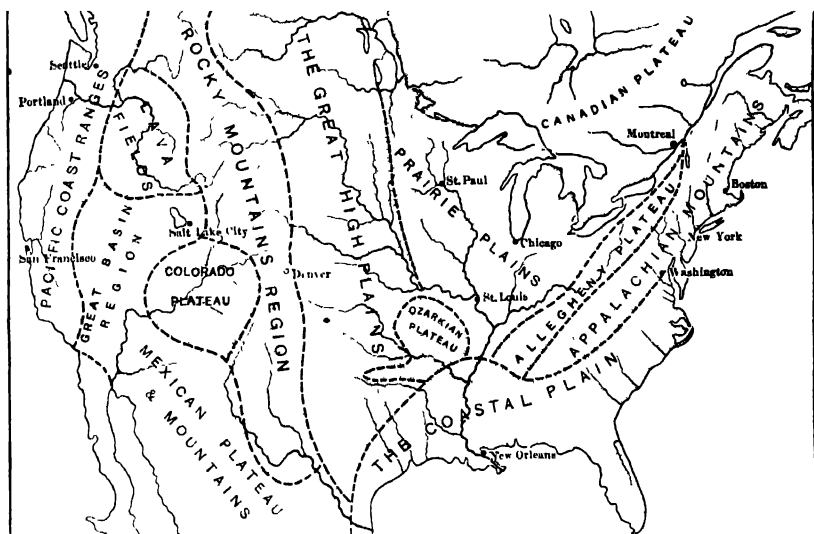 CANADIAN PLATEAU
ROCKY MOUNTAINS REGION
THE GREAT HIGH PLAINS
Seattle
Portland
PACIFIC COAST RANGES
LAVA
FIELDS
Montreal
PRAIRIE PLAINS
St. Paul
Boston
APPALACHIAN MOUNTAINS
ALLEGHENY PLATEAU
Salt Lake City
Chicago
New York
San Francisco
GREAT BASIN
REGION
COLORADO
PLATEAU
Denver
Washington
St. Louis
OZARKIAN
PLATEAU
MEXICAN PLATEAU
& MOUNTAINS
THE COASTAL PLAIN
New Orleans